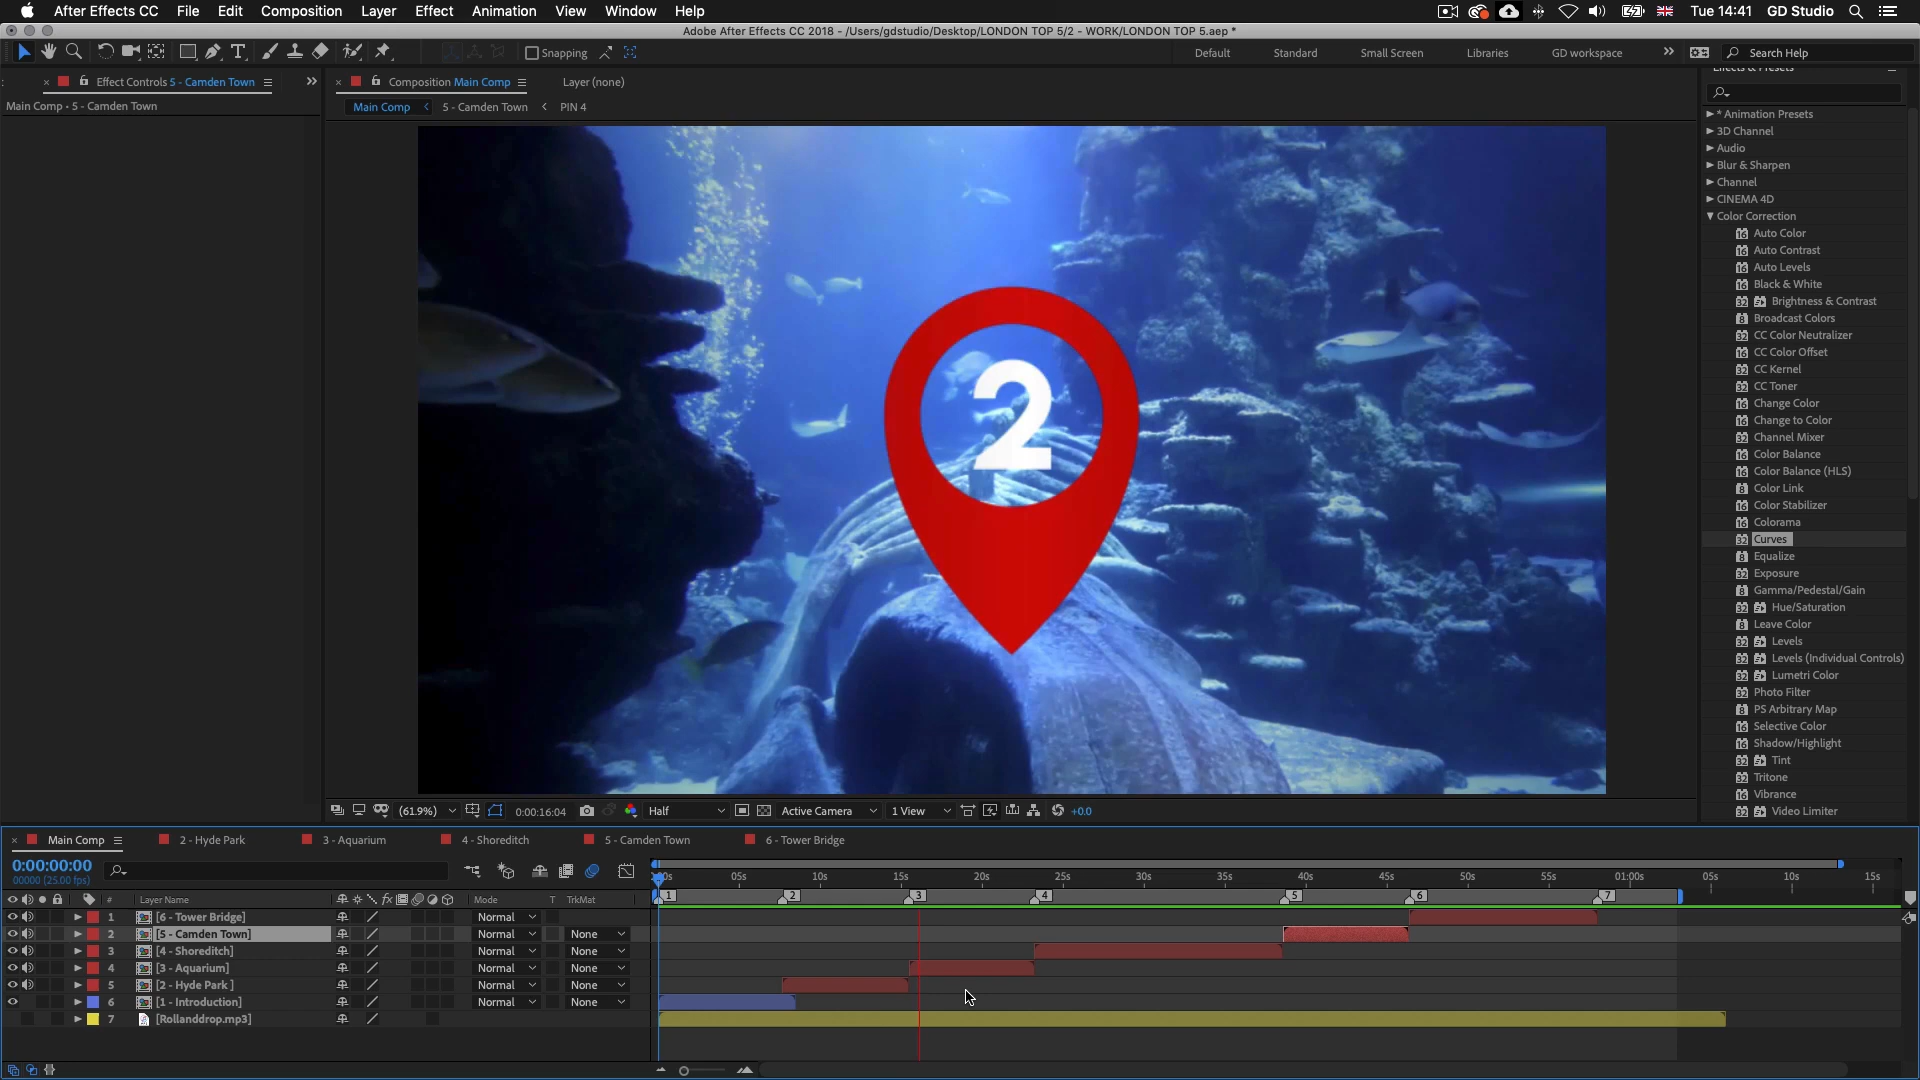 After Effects CC File Edit Composition Layer Effect Animation View Window Help Tue 14:41 GD Studio
Adobe After Effects CC 2018 - /Users/gdstudio/Desktop/LONDON TOP 5/2 - WORK/LONDON TOP 5.aep *
Snapping Default Standard Small Screen Libraries GD workspace Search Help
Effect Controls 5 - Camden Town Composition Main Comp Layer (none) Effects & Presets
Main Comp • 5 - Camden Town Main Comp 5 - Camden Town PIN 4
* Animation Presets
3D Channel
Audio
Blur & Sharpen
Channel
CINEMA 4D
Color Correction
Auto Color
Auto Contrast
Auto Levels
Black & White
Brightness & Contrast
Broadcast Colors
CC Color Neutralizer
CC Color Offset
CC Kernel
CC Toner
Change Color
Change to Color
Channel Mixer
Color Balance
Color Balance (HLS)
Color Link
Color Stabilizer
Colorama
Curves
Equalize
Exposure
Gamma/Pedestal/Gain
Hue/Saturation
Leave Color
Levels
Levels (Individual Controls)
Lumetri Color
Photo Filter
PS Arbitrary Map
Selective Color
Shadow/Highlight
Tint
Tritone
Vibrance
Video Limiter
2
(61.9%) 0:00:16:04 Half Active Camera 1 View +0.0
Main Comp 2 - Hyde Park 3 - Aquarium 4 - Shoreditch 5 - Camden Town 6 - Tower Bridge
0:00:00:00
00000 (25.00 fps)
00s 05s 10s 15s 20s 25s 30s 35s 40s 45s 50s 55s 01:00s 05s 10s 15s
# Layer Name fx Mode T TrkMat 1 2 3 4 5 6 7
1 [6 - Tower Bridge] Normal
2 [5 - Camden Town] Normal None
3 [4 - Shoreditch] Normal None
4 [3 - Aquarium] Normal None
5 [2 - Hyde Park ] Normal None
6 [1 - Introduction] Normal None
7 [Rollanddrop.mp3]